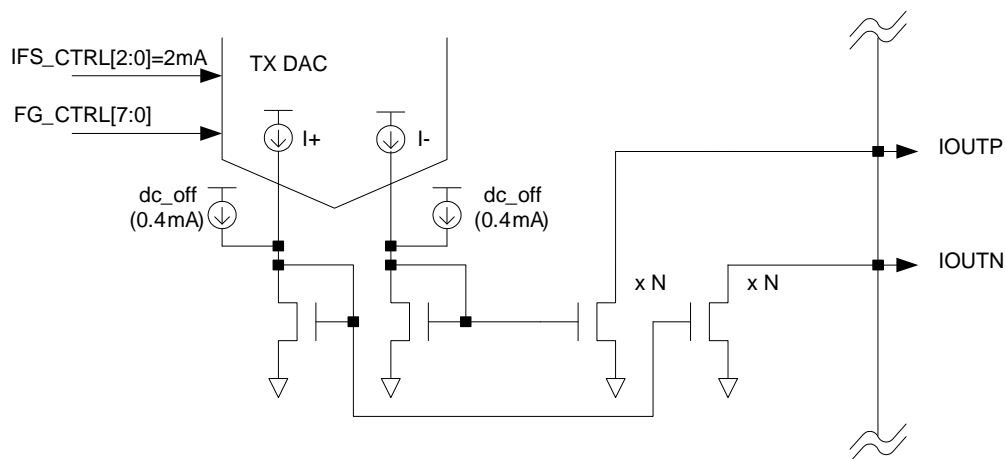 IFS_CTRL[2:0]=2mA
TX DAC
FG_CTRL[7:0]
I+
I-
IOUTP
dc_off
(0.4mA)
dc_off
(0.4mA)
IOUTN
x N
x N